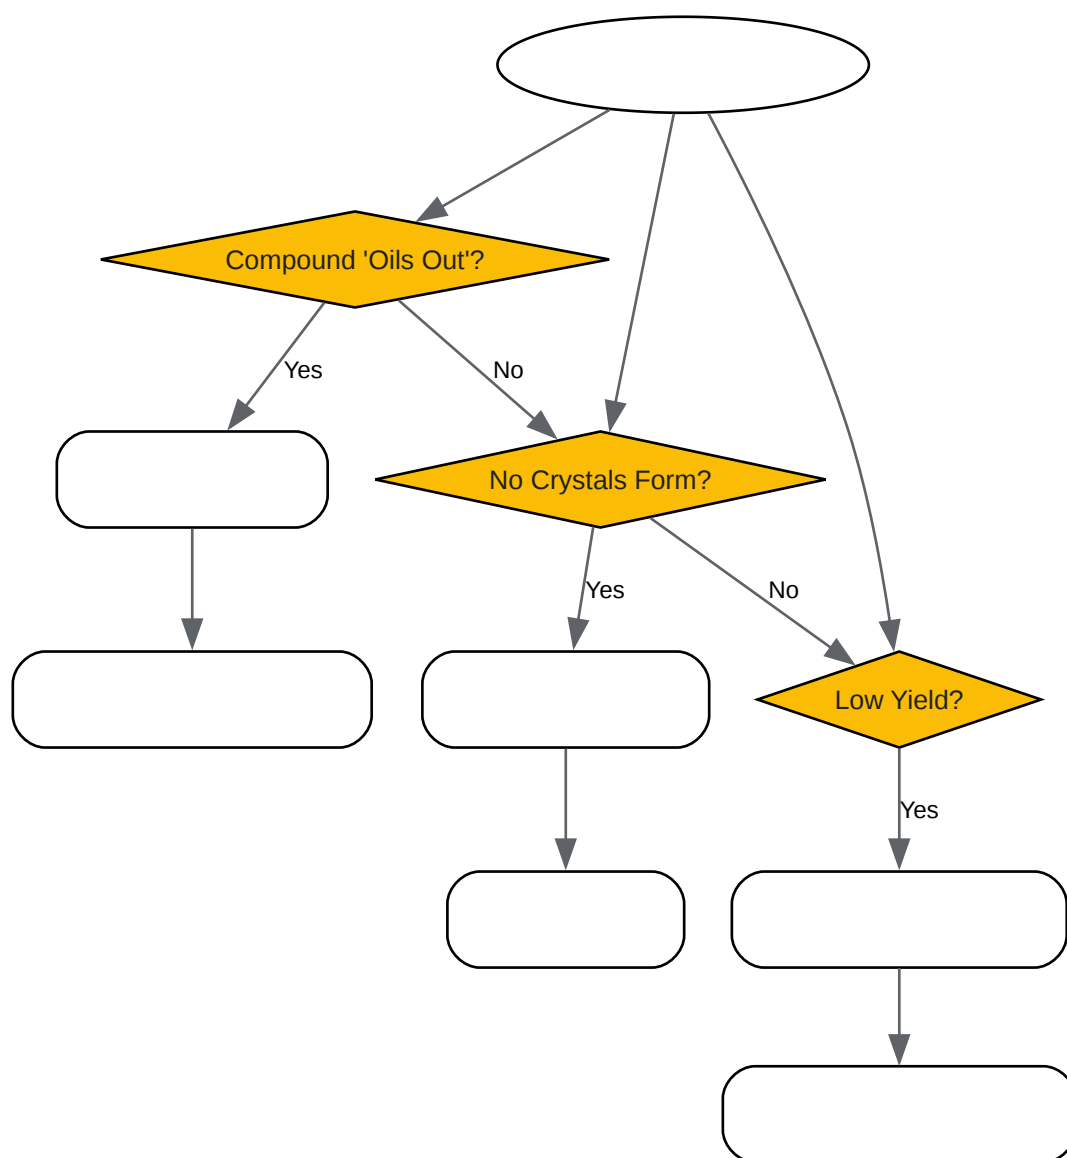 Compound 'Oils Out'?
Yes
No
No Crystals Form?
Yes
No
Low Yield?
Yes